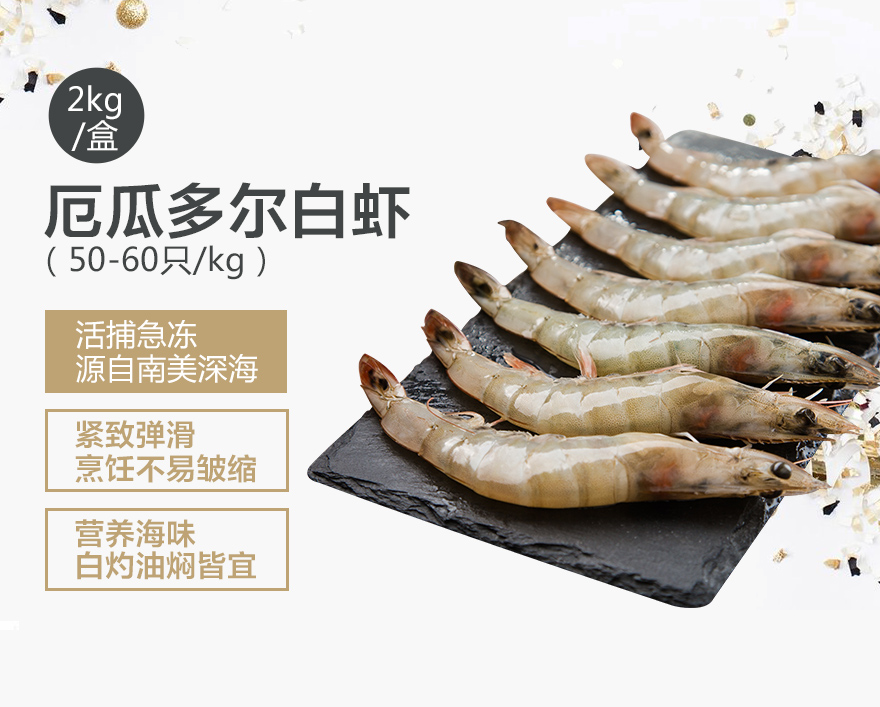 2kg
/盒
厄瓜多尔白虾
( 50-60只/kg )
活捕急冻
源自南美深海
紧致弹滑
烹饪不易皱缩
营养海味
白灼油焖皆宜